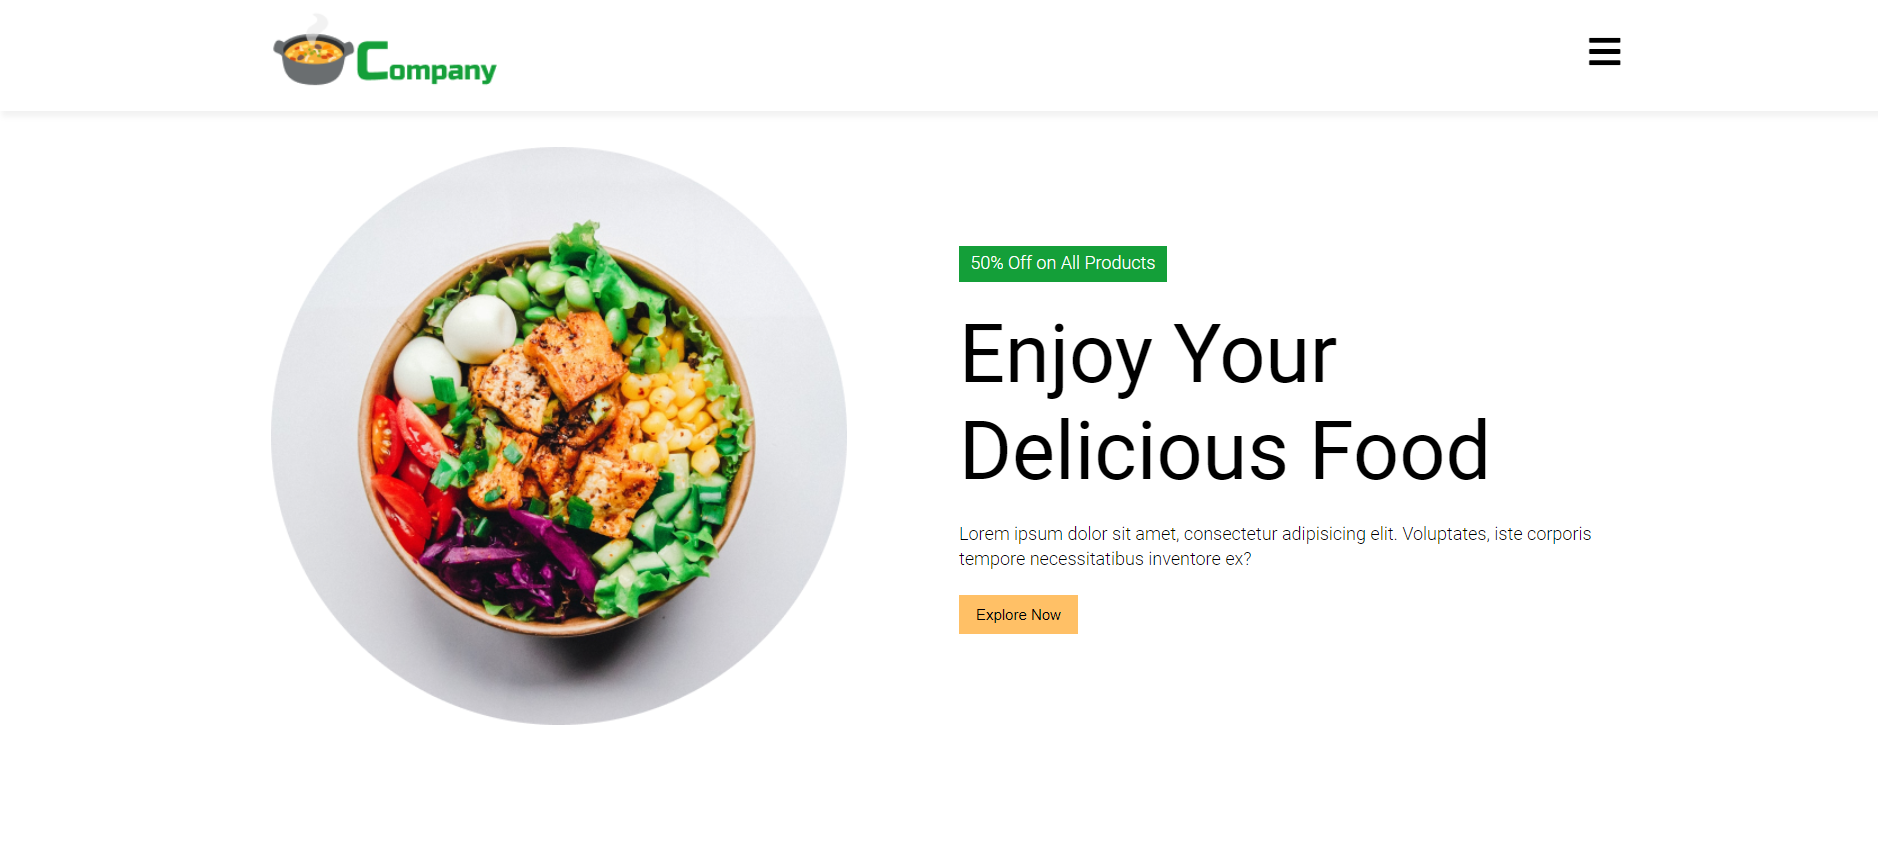 Company
50% Off on All Products
Enjoy Your
Delicious Food
Lorem ipsum dolor sit amet, consectetur adipisicing elit. Voluptates, iste corporis
tempore necessitatibus inventore ex?
Explore Now